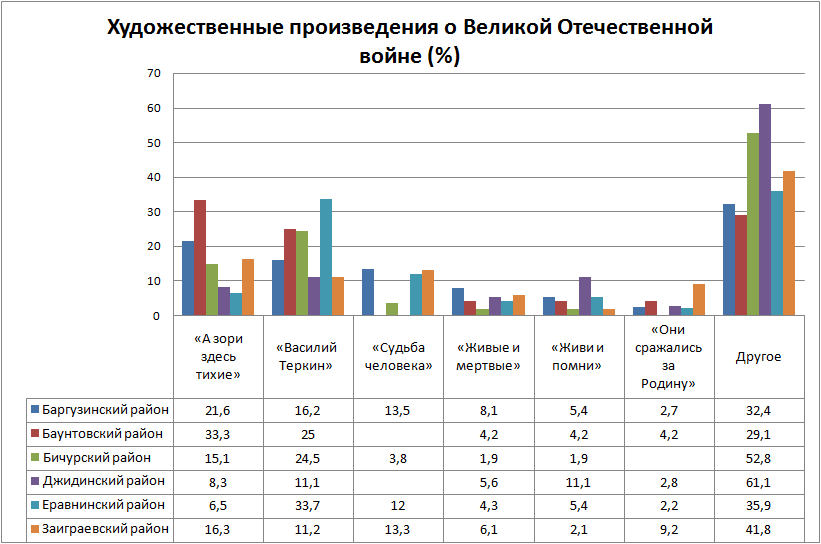 Художественные произведения о Великой Отечественной
войне (%)
70
60
50
40
30
20
10
0
«А зори
здесь
тихие»
«Василий
Теркин»
«Судьба
человека»
«Живые и
мертвые»
«Живи и
помни»
«Они
сражались
за
Родину»
Другое
Баргузинский район 21,6 16,2 13,5 8,1 5,4 2,7 32,4
Баунтовский район 33,3 25 4,2 4,2 4,2 29,1
Бичурский район 15,1 24,5 3,8 1,9 1,9 52,8
Джидинский район 8,3 11,1 5,6 11,1 2,8 61,1
Еравнинский район 6,5 33,7 12 4,3 5,4 2,2 35,9
Заиграевский район 16,3 11,2 13,3 6,1 2,1 9,2 41,8